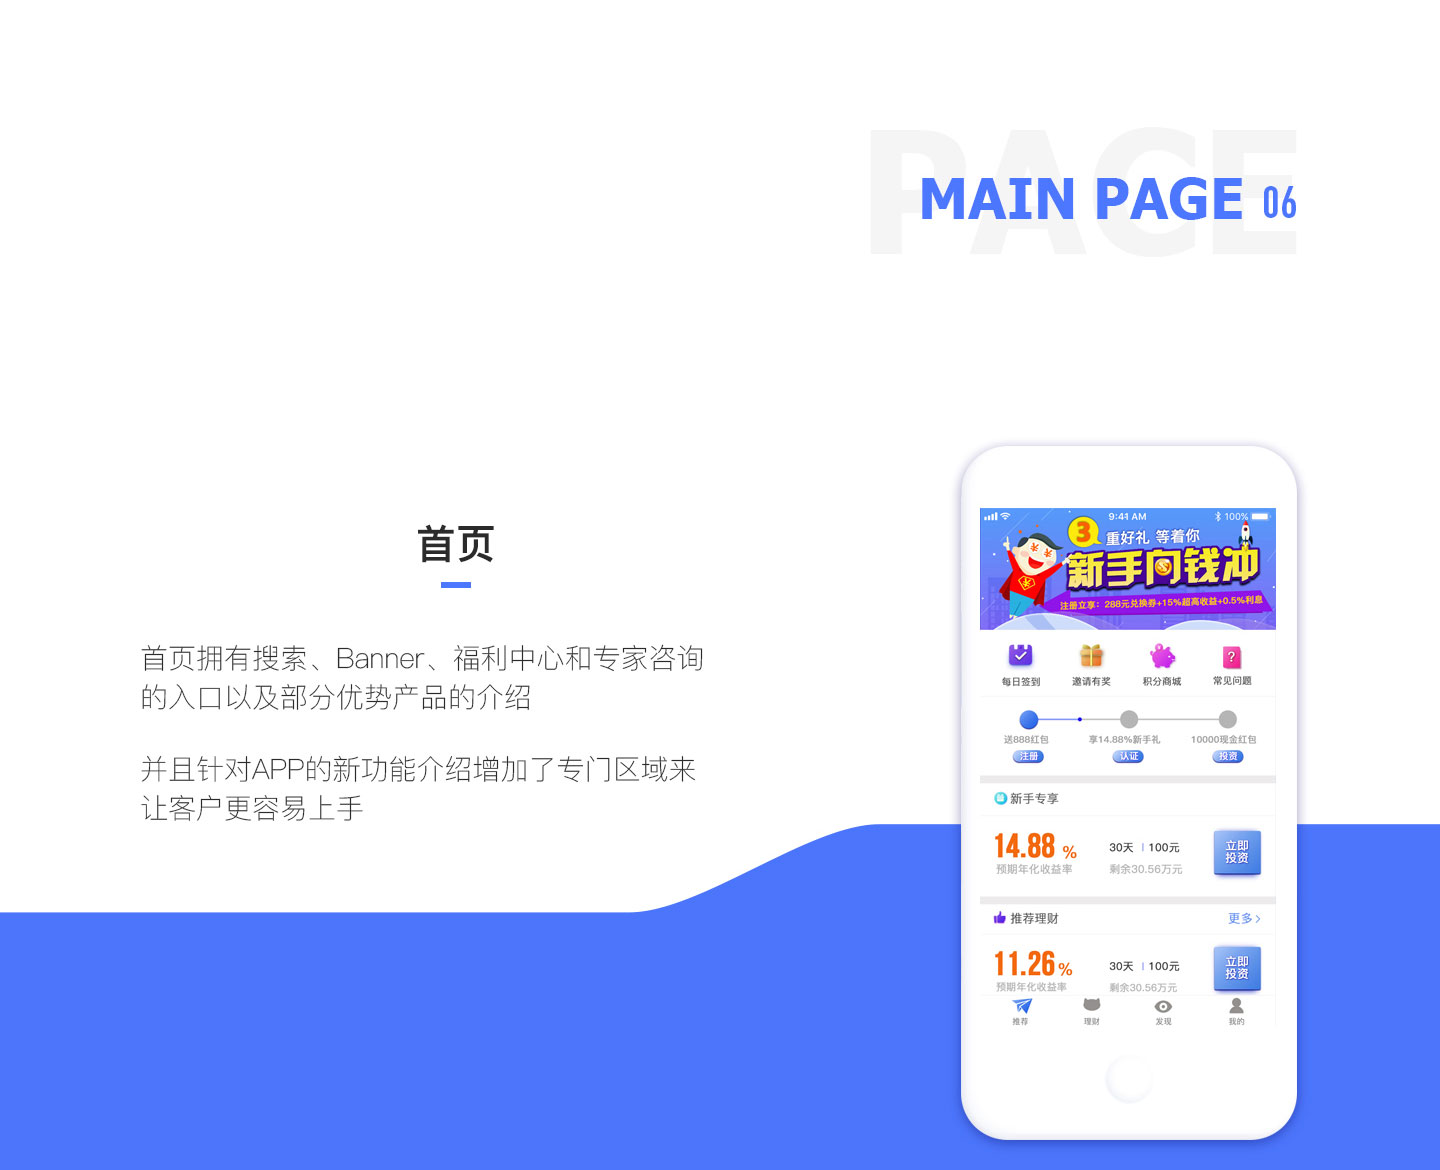 PAGE
MAIN PAGE 06
首页
首页拥有搜索、Banner、福利中心和专家咨询
的入口以及部分优势产品的介绍
并且针对APP的新功能介绍增加了专门区域来
让客户更容易上手
9:41 AM 100%
3重好礼 等着你
新手向钱冲
注册立享：288元兑换券+15%超高收益+0.5%利息
每日签到 邀请有奖 积分商城 常见问题
送888红包 享14.88%新手礼 10000现金红包
注册 认证 投资
新手专享
14.88 % 30天 | 100元 立即
预期年化收益率 剩余30.56万元 投资
推荐理财 更多>
11.26% 30天 | 100元 立即
预期年化收益率 剩余30.56万元 投资
推荐 理财 发现 我的